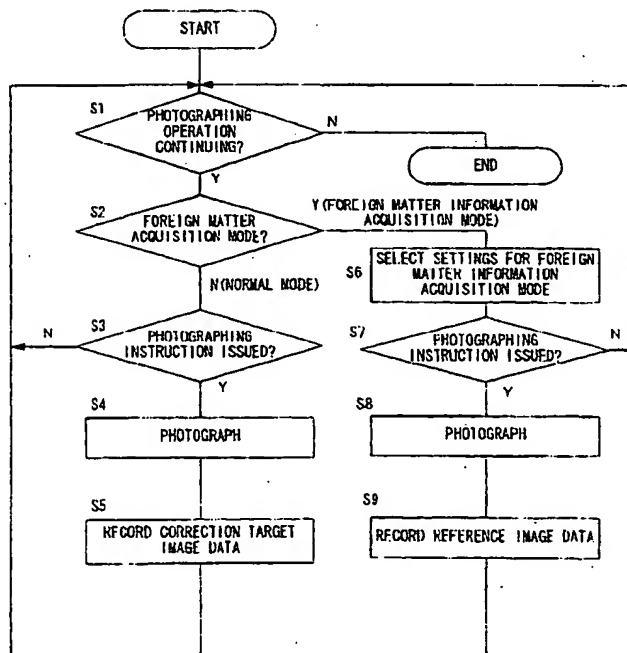 START
S1
PHOTOGRAPHING
OPERATION
CONTINUING?
N
END
Y
S2
FOREIGN MATTER
ACQUISITION MODE?
Y(FOREIGN MATTER INFORMATION
ACQUISITION MODE)
N(NORMAL MODE)
S6
SELECT SETTINGS FOR FOREIGN
MATTER INFORMATION
ACQUISITION MODE
S3
N
PHOTOGRAPHING
INSTRUCTION ISSUED?
Y
S7
PHOTOGRAPHING
INSTRUCTION ISSUED?
N
Y
S4
PHOTOGRAPH
S8
PHOTOGRAPH
S5
RECORD CORRECTION TARGET
IMAGE DATA
S9
RECORD REFERENCE IMAGE DATA